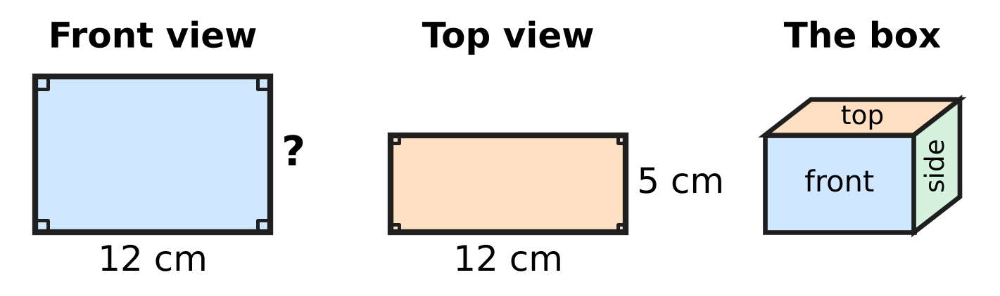 Front view
?
12 cm
Top view
5 cm
12 cm
The box
top
front
side